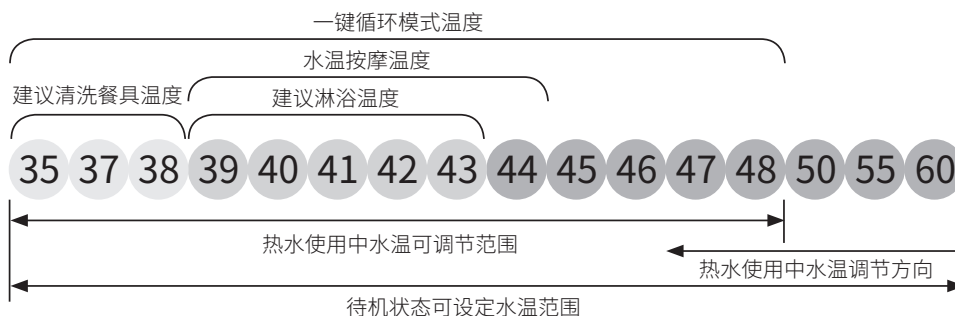 一键循环模式温度
水温按摩温度
建议清洗餐具温度
建议淋浴温度
35 37 38 39 40 41 42 43 44 45 46 47 48 50 55 60
热水使用中水温可调节范围
热水使用中水温调节方向
待机状态可设定水温范围